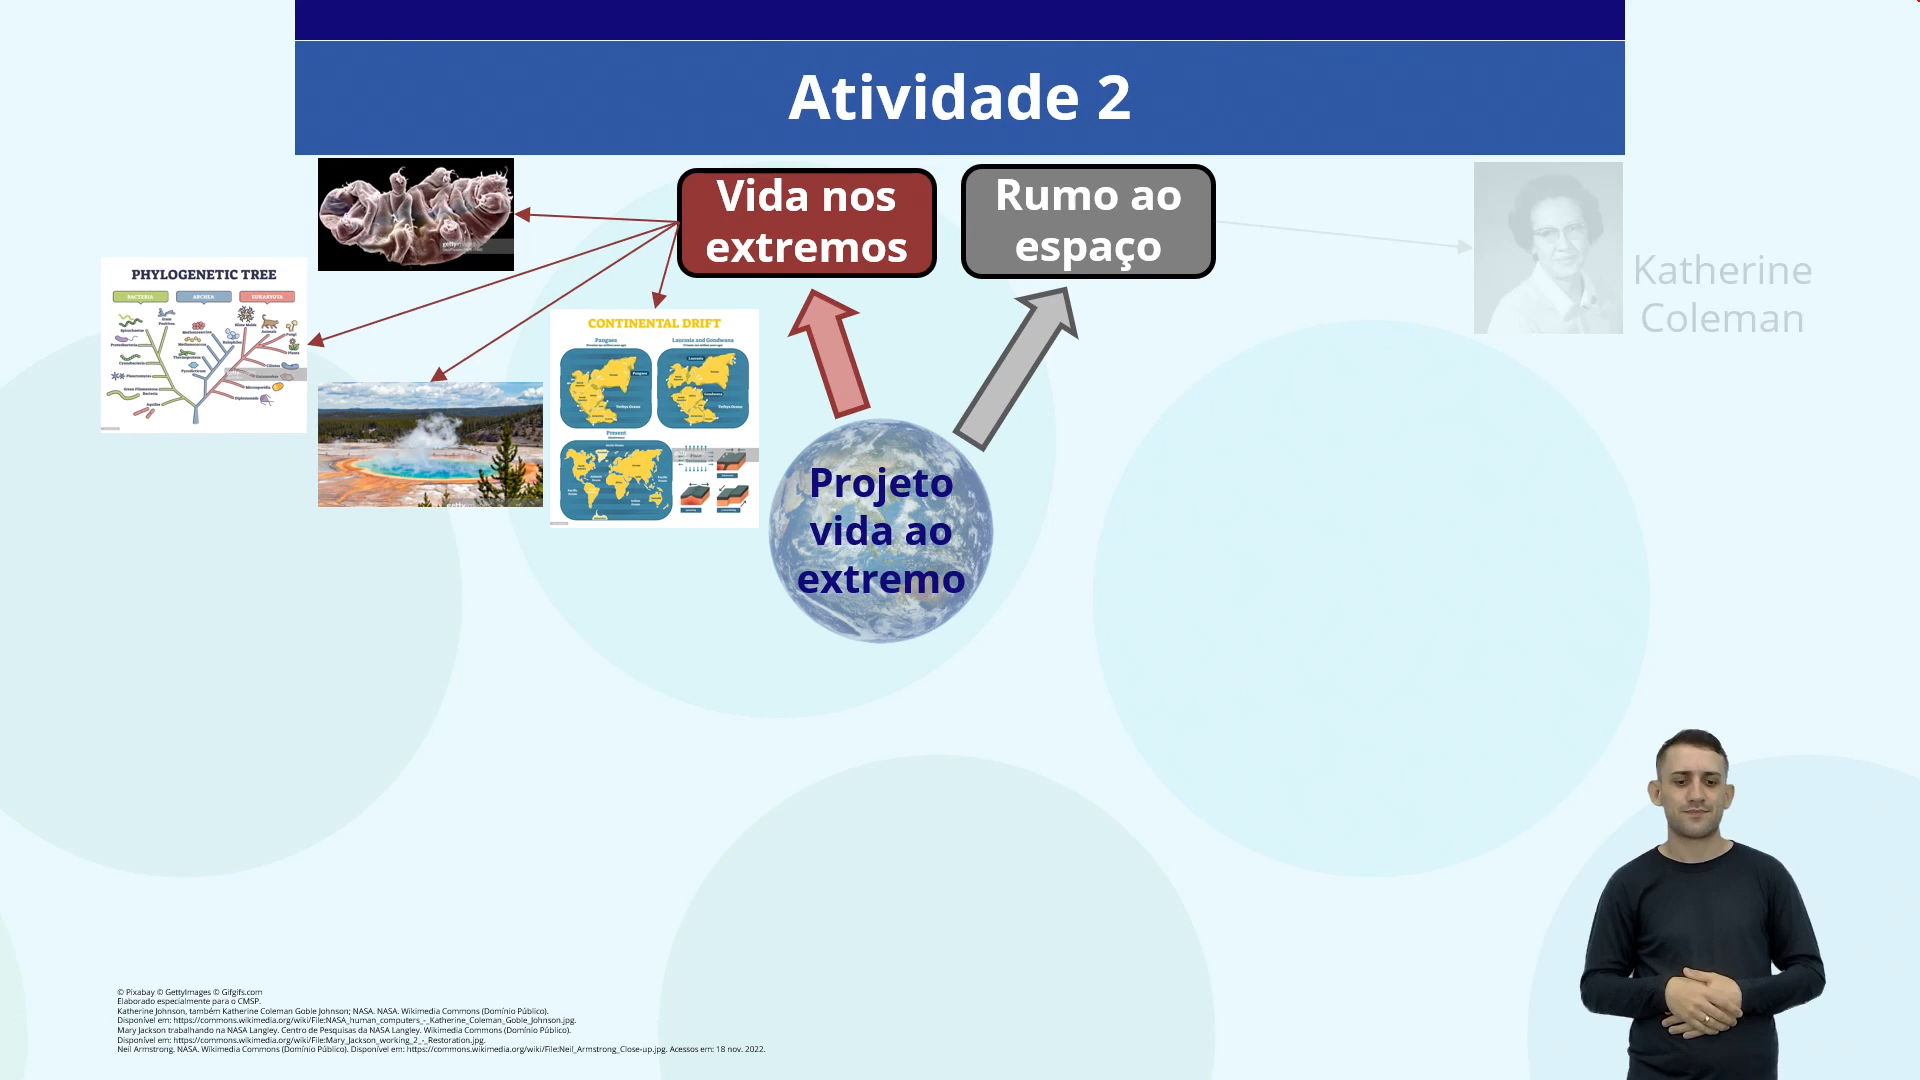 Atividade 2
Vida nos
extremos
Rumo ao
espaço
Katherine
Coleman
PHYLOGENETIC TREE
BACTERIA
ARCHEA
EUKARYOTA
CONTINENTAL DRIFT
Pangaea
Laurasia and Gondwana
Present
Projeto
vida ao
extremo
© Pixabay © GettyImages © Gifgifs.com
Elaborado especialmente para o CMSP.
Katherine Johnson, também Katherine Coleman Goble Johnson; NASA. NASA. Wikimedia Commons (Domínio Público).
Disponível em: https://commons.wikimedia.org/wiki/File:NASA_human_computers_-_Katherine_Coleman_Goble_Johnson.jpg.
Mary Jackson trabalhando na NASA Langley. Centro de Pesquisas da NASA Langley. Wikimedia Commons (Domínio Público).
Disponível em: https://commons.wikimedia.org/wiki/File:Mary_Jackson_working_2_-_Restoration.jpg.
Neil Armstrong. NASA. Wikimedia Commons (Domínio Público). Disponível em: https://commons.wikimedia.org/wiki/File:Neil_Armstrong_Close-up.jpg. Acessos em: 18 nov. 2022.